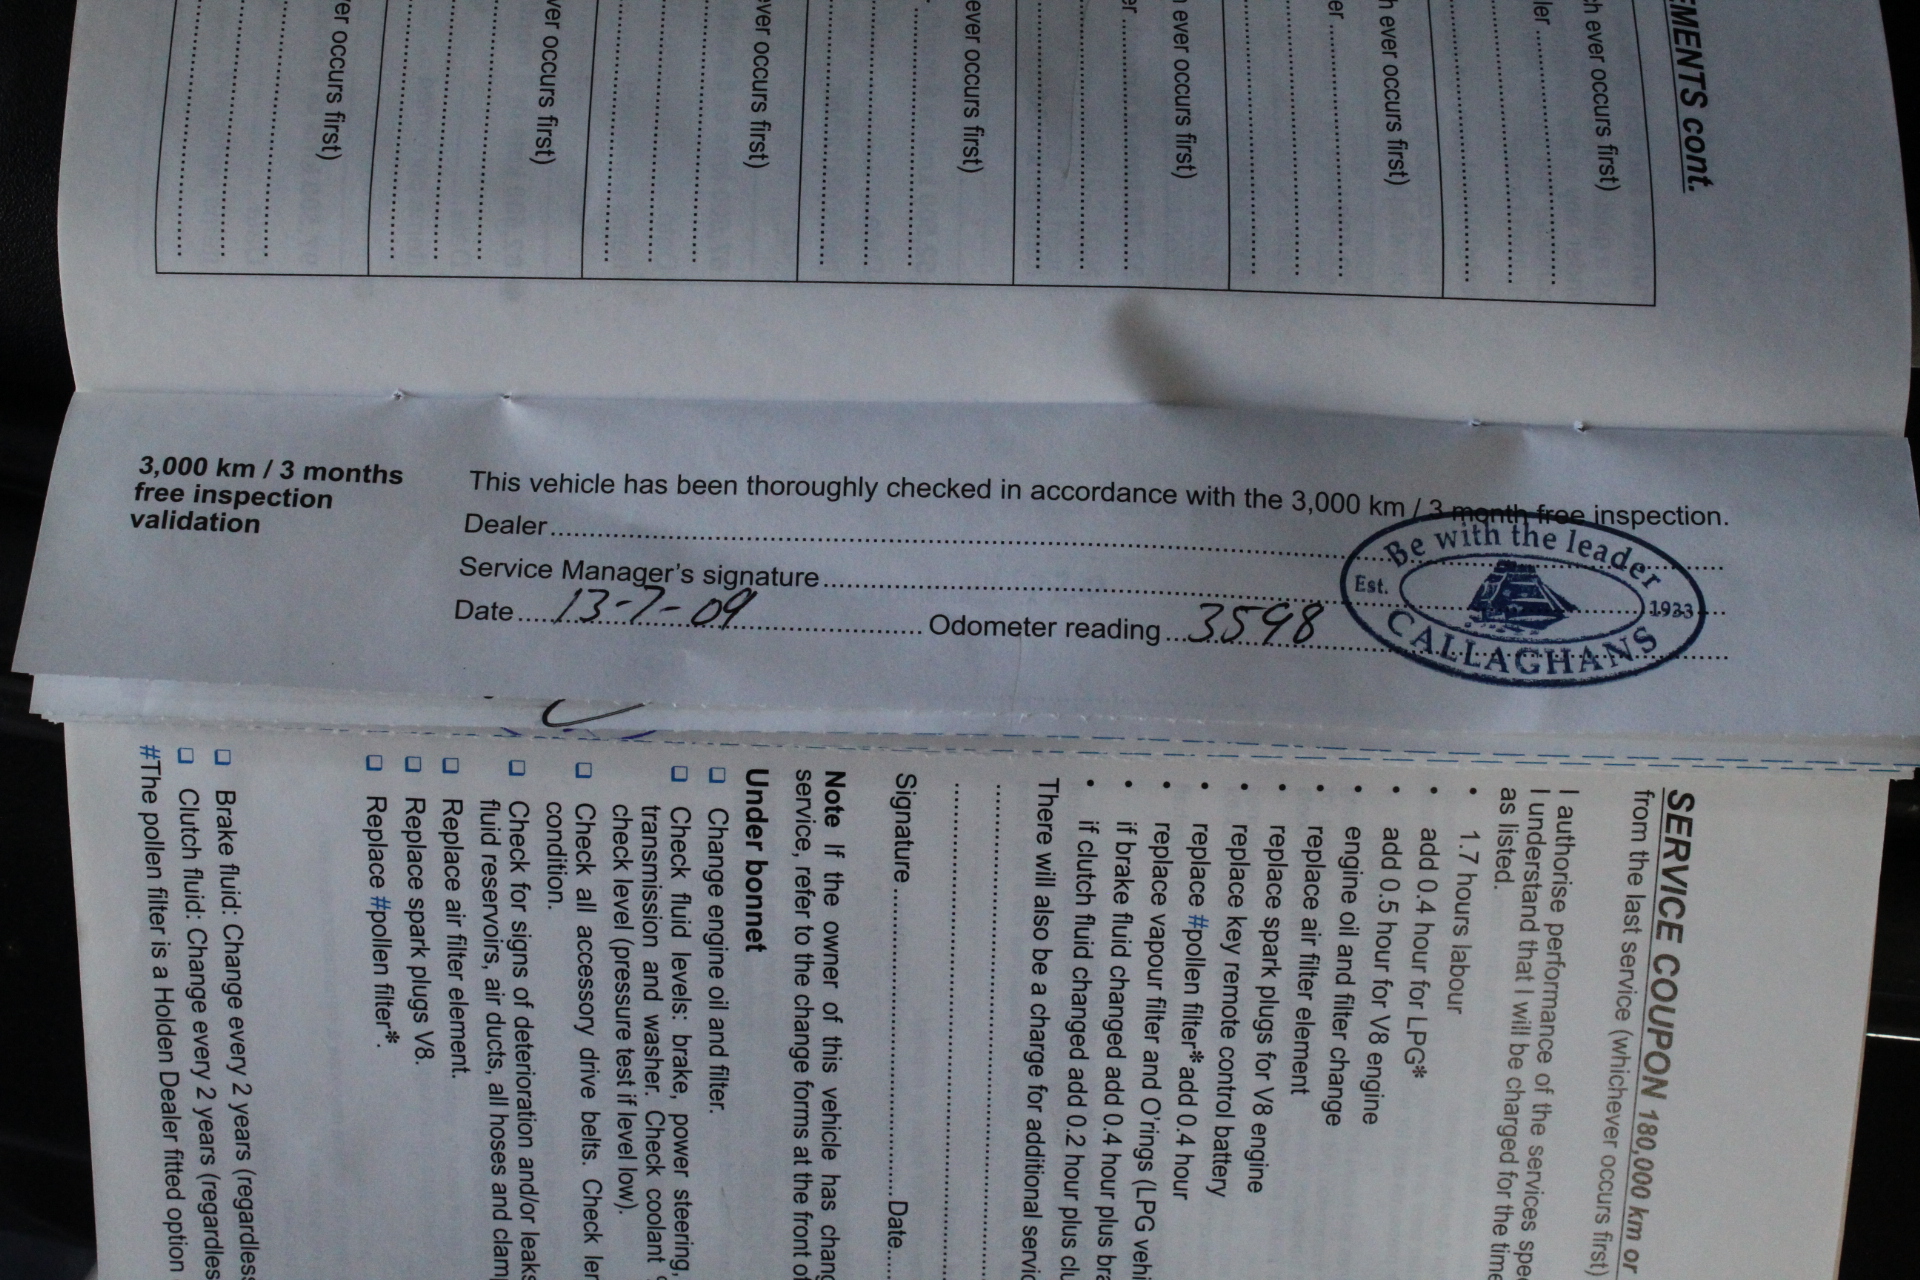 MENTS cont.
ch ever occurs first)
ler
h ever occurs first)
er
n ever occurs first)
er
ever occurs first)
ever occurs first)
ver occurs first)
er occurs first)
3,000 km / 3 months
free inspection
validation
This vehicle has been thoroughly checked in accordance with the 3,000 km / 3 month free inspection.
Dealer
Service Manager's signature
Date 13-7-09 Odometer reading 3598
Be with the leader
Est. 1933
CALLAGHANS
SERVICE COUPON 180,000 km or
from the last service (whichever occurs first)
I authorise performance of the services spe
I understand that I will be charged for the time
as listed.
• 1.7 hours labour
• add 0.4 hour for LPG*
• add 0.5 hour for V8 engine
• engine oil and filter change
• replace air filter element
• replace spark plugs for V8 engine
• replace key remote control battery
• replace #pollen filter* add 0.4 hour
• replace vapour filter and O'rings (LPG vehi
• if brake fluid changed add 0.4 hour plus bra
• if clutch fluid changed add 0.2 hour plus clu
There will also be a charge for additional servic
Signature Date
Note If the owner of this vehicle has chang
service, refer to the change forms at the front of
Under bonnet
❑ Change engine oil and filter.
❑ Check fluid levels: brake, power steering,
transmission and washer. Check coolant
check level (pressure test if level low).
❑ Check all accessory drive belts. Check
condition.
❑ Check for signs of deterioration and/or leaks
fluid reservoirs, air ducts, all hoses and clam
❑ Replace air filter element.
❑ Replace spark plugs V8.
❑ Replace #pollen filter*.
❑ Brake fluid: Change every 2 years (regardless
❑ Clutch fluid: Change every 2 years (regardles
#The pollen filter is a Holden Dealer fitted option